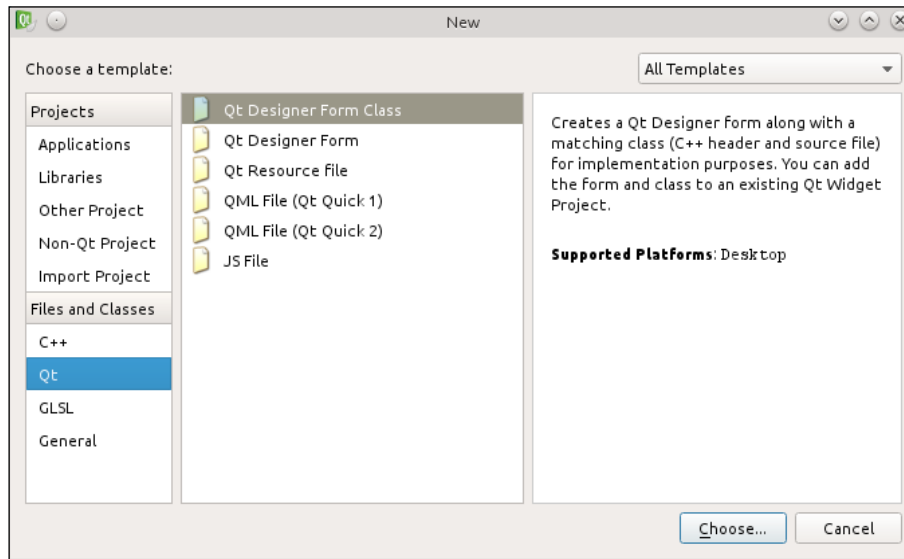 New
Choose a template:
All Templates
Projects
Applications
Libraries
Other Project
Non-Qt Project
Import Project
Files and Classes
C++
Qt
GLSL
General
Qt Designer Form Class
Qt Designer Form
Qt Resource file
QML File (Qt Quick 1)
QML File (Qt Quick 2)
JS File
Creates a Qt Designer form along with a
matching class (C++ header and source file)
for implementation purposes. You can add
the form and class to an existing Qt Widget
Project.
Supported Platforms: Desktop
Choose...
Cancel